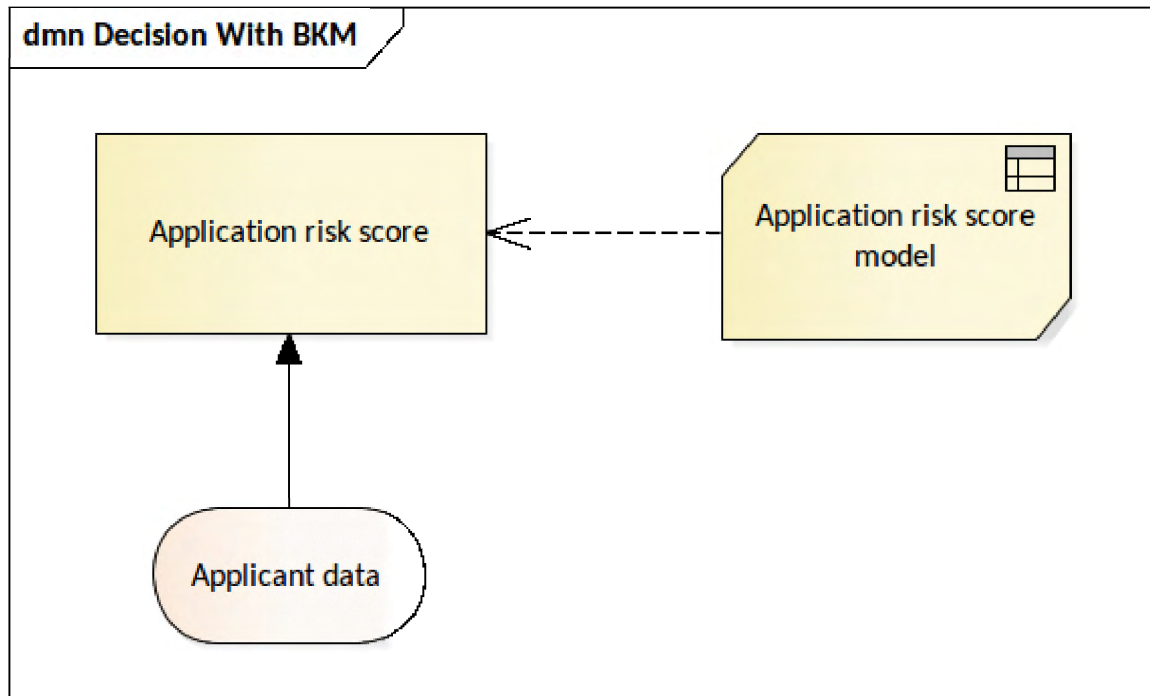 dmn Decision With BKM
Application risk score
Application risk score
model
Applicant data